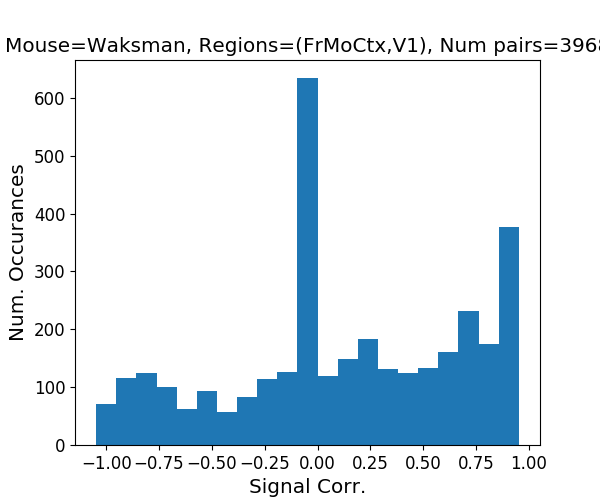 Mouse=Waksman, Regions=(FrMoCtx,V1), Num pairs=3968
Num. Occurances
600
500
400
300
200
100
0
−1.00 −0.75 −0.50 −0.25 0.00 0.25 0.50 0.75 1.00
Signal Corr.